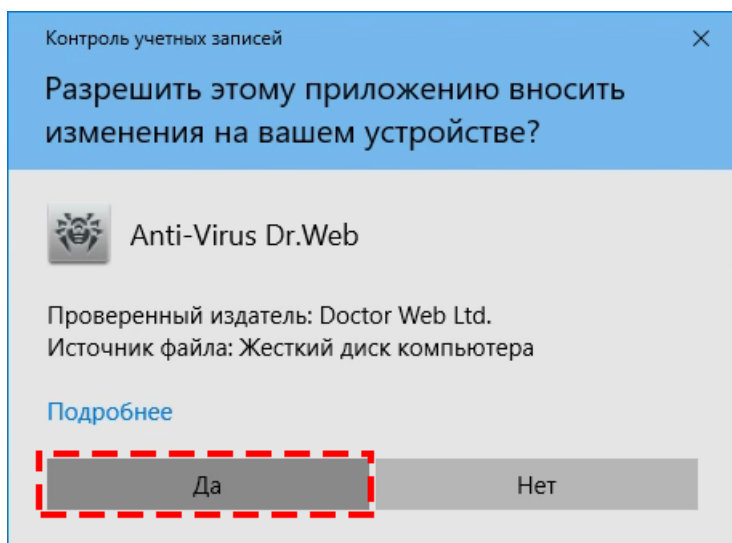 Контроль учетных записей
Разрешить этому приложению вносить
изменения на вашем устройстве?
Anti-Virus Dr.Web
Проверенный издатель: Doctor Web Ltd.
Источник файла: Жесткий диск компьютера
Подробнее
Да
Нет